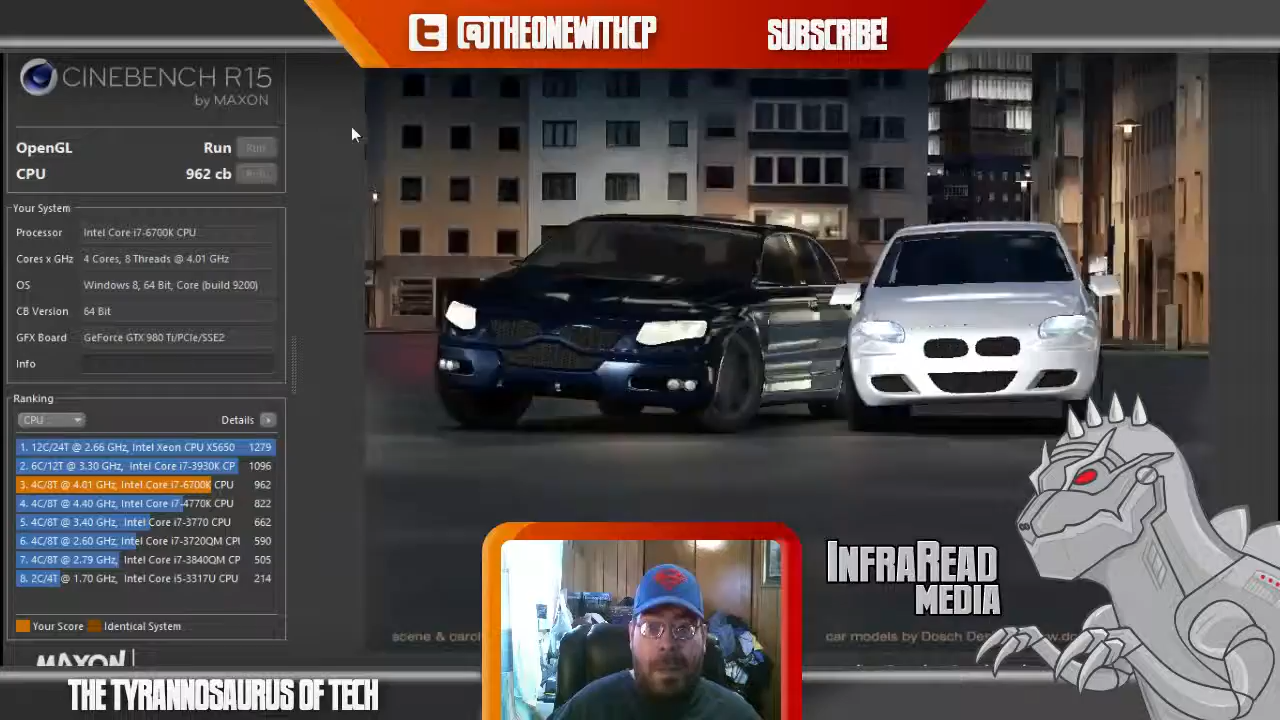 @THEONEWITHCP
SUBSCRIBE!
CINEBENCH R15
by MAXON
OpenGL Run Run
CPU 962 cb
Your System
Processor Intel Core i7-6700K CPU
Cores x GHz 4 Cores, 8 Threads @ 4.01 GHz
OS Windows 8, 64 Bit, Core (build 9200)
CB Version 64 Bit
GFX Board GeForce GTX 980 Ti/PCIe/SSE2
Info
Ranking
CPU Details
1. 12C/24T @ 2.66 GHz, Intel Xeon CPU X5650 1279
2. 6C/12T @ 3.30 GHz, Intel Core i7-3930K CP 1096
3. 4C/8T @ 4.01 GHz, Intel Core i7-6700K CPU 962
4. 4C/8T @ 4.40 GHz, Intel Core i7-4770K CPU 822
5. 4C/8T @ 3.40 GHz, Intel Core i7-3770 CPU 662
6. 4C/8T @ 2.60 GHz, Intel Core i7-3720QM CPU 590
7. 4C/8T @ 2.79 GHz, Intel Core i7-3840QM CP 505
8. 2C/4T @ 1.70 GHz, Intel Core i5-3317U CPU 214
Your Score Identical System
INFRAREAD
MEDIA
scene &
car models by Dosch
MAXON
THE TYRANNOSAURUS OF TECH